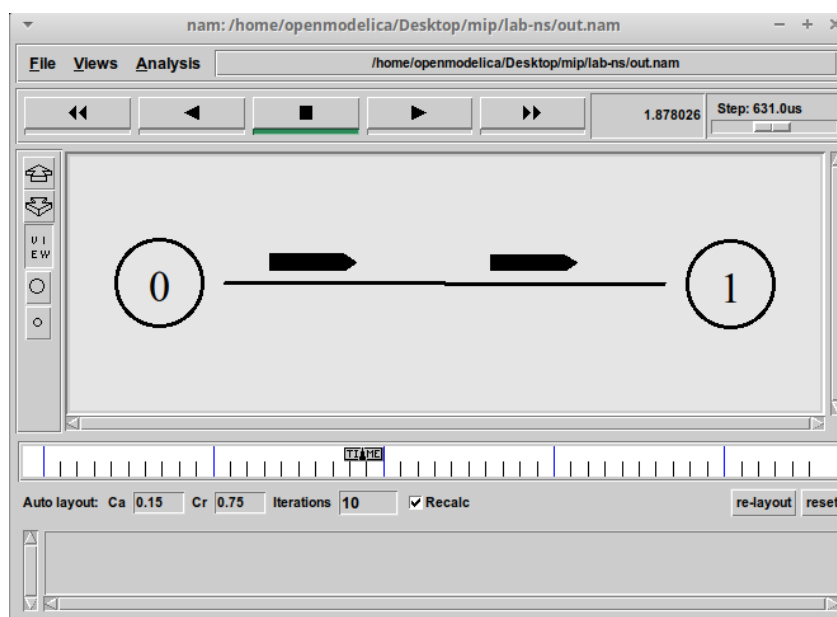 nam: /home/openmodelica/Desktop/mip/lab-ns/out.nam
File Views Analysis /home/openmodelica/Desktop/mip/lab-ns/out.nam
1.878026 Step: 631.0us
VI
EW
0 1
TIME
Auto layout: Ca 0.15 Cr 0.75 Iterations 10 Recalc re-layout reset